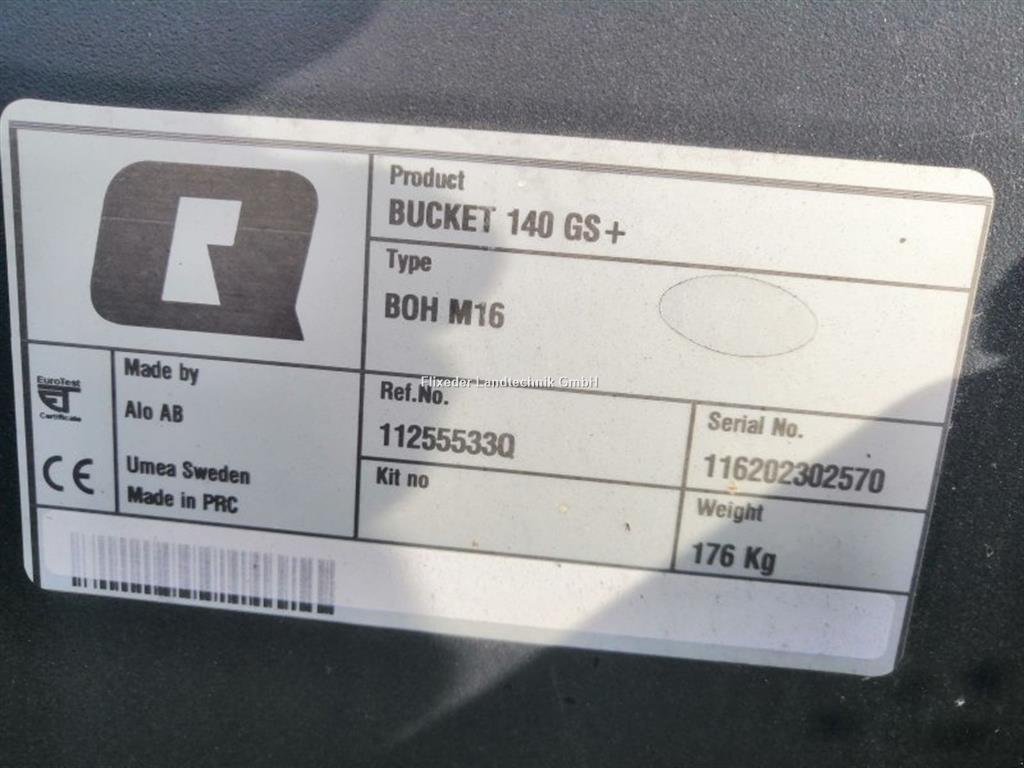 Product
BUCKET 140 GS+
Type
BOH M16
Flixeder Landtechnik GmbH
EuroTest
Certificate
CE
Made by
Alo AB
Umea Sweden
Made in PRC
Ref.No.
11255533Q
Kit no
Serial No.
116202302570
Weight
176 Kg